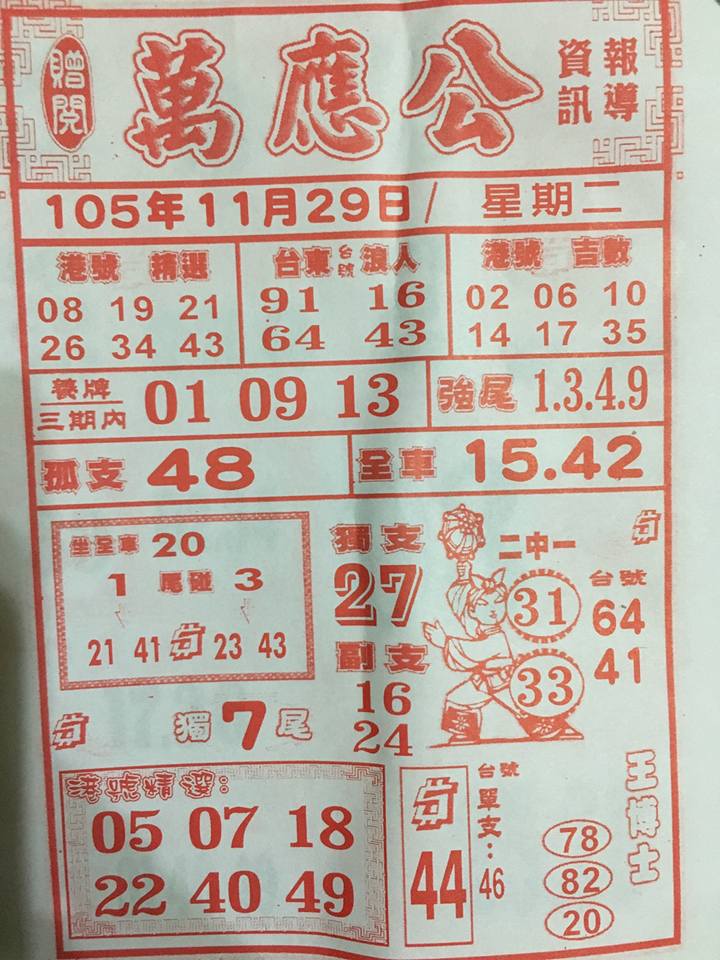 贈閱
萬應公
資訊
報導
105年11月29日/ 星期二
港號 精選
08 19 21
26 34 43
台東台號浪人
91 16
64 43
港號 吉數
02 06 10
14 17 35
養牌
三期內
01 09 13
強尾 1.3.4.9
孤支 48
全車 15.42
坐全車 20
1 尾碰 3
21 41 23 43
獨支
27
副支
16
24
二中一
31
33
台號
64
41
獨7尾
港號精選:
05 07 18
22 40 49
44
台號單支:46
王博士
78
82
20